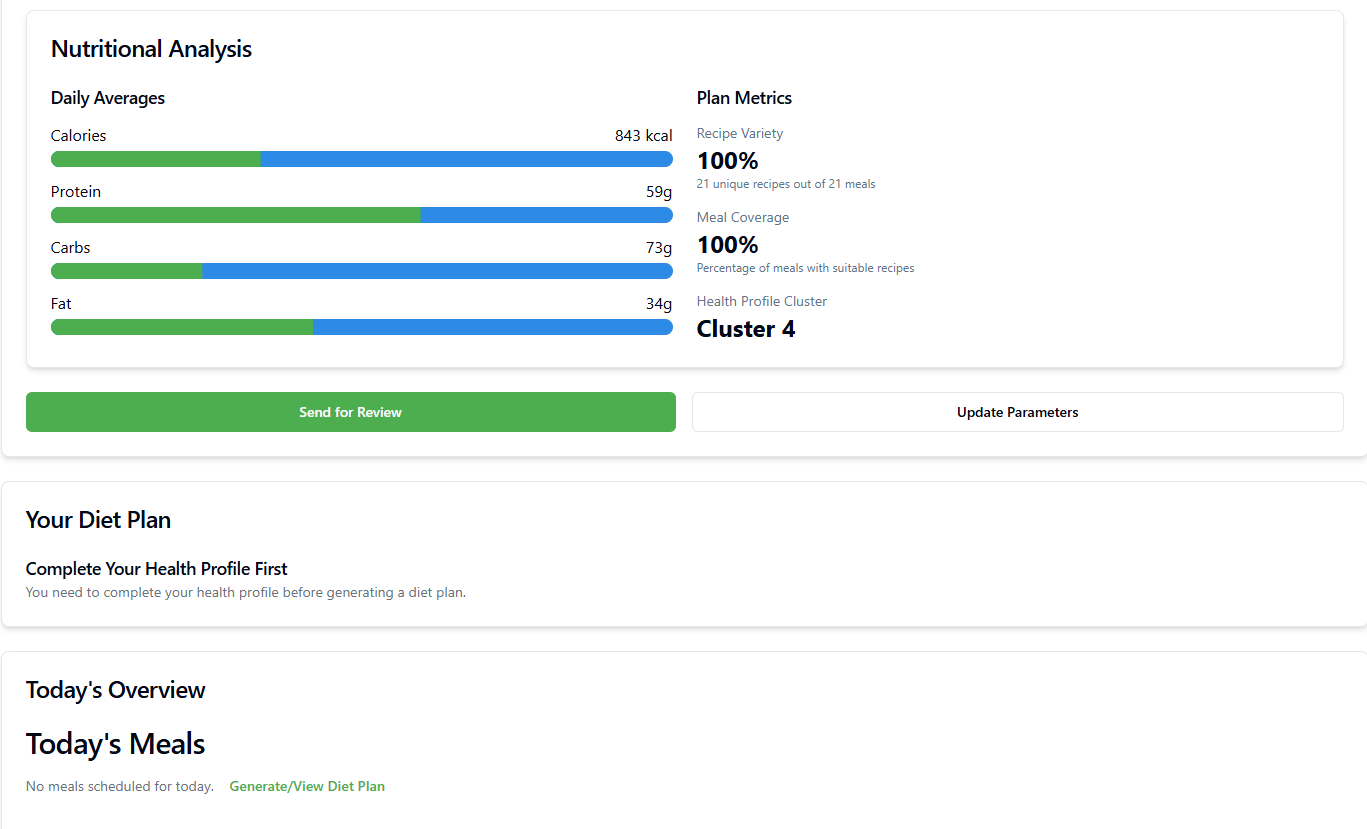 Nutritional Analysis
Daily Averages
Calories 843 kcal
Protein 59g
Carbs 73g
Fat 34g
Plan Metrics
Recipe Variety
100%
21 unique recipes out of 21 meals
Meal Coverage
100%
Percentage of meals with suitable recipes
Health Profile Cluster
Cluster 4
Send for Review
Update Parameters
Your Diet Plan
Complete Your Health Profile First
You need to complete your health profile before generating a diet plan.
Today's Overview
Today's Meals
No meals scheduled for today. Generate/View Diet Plan